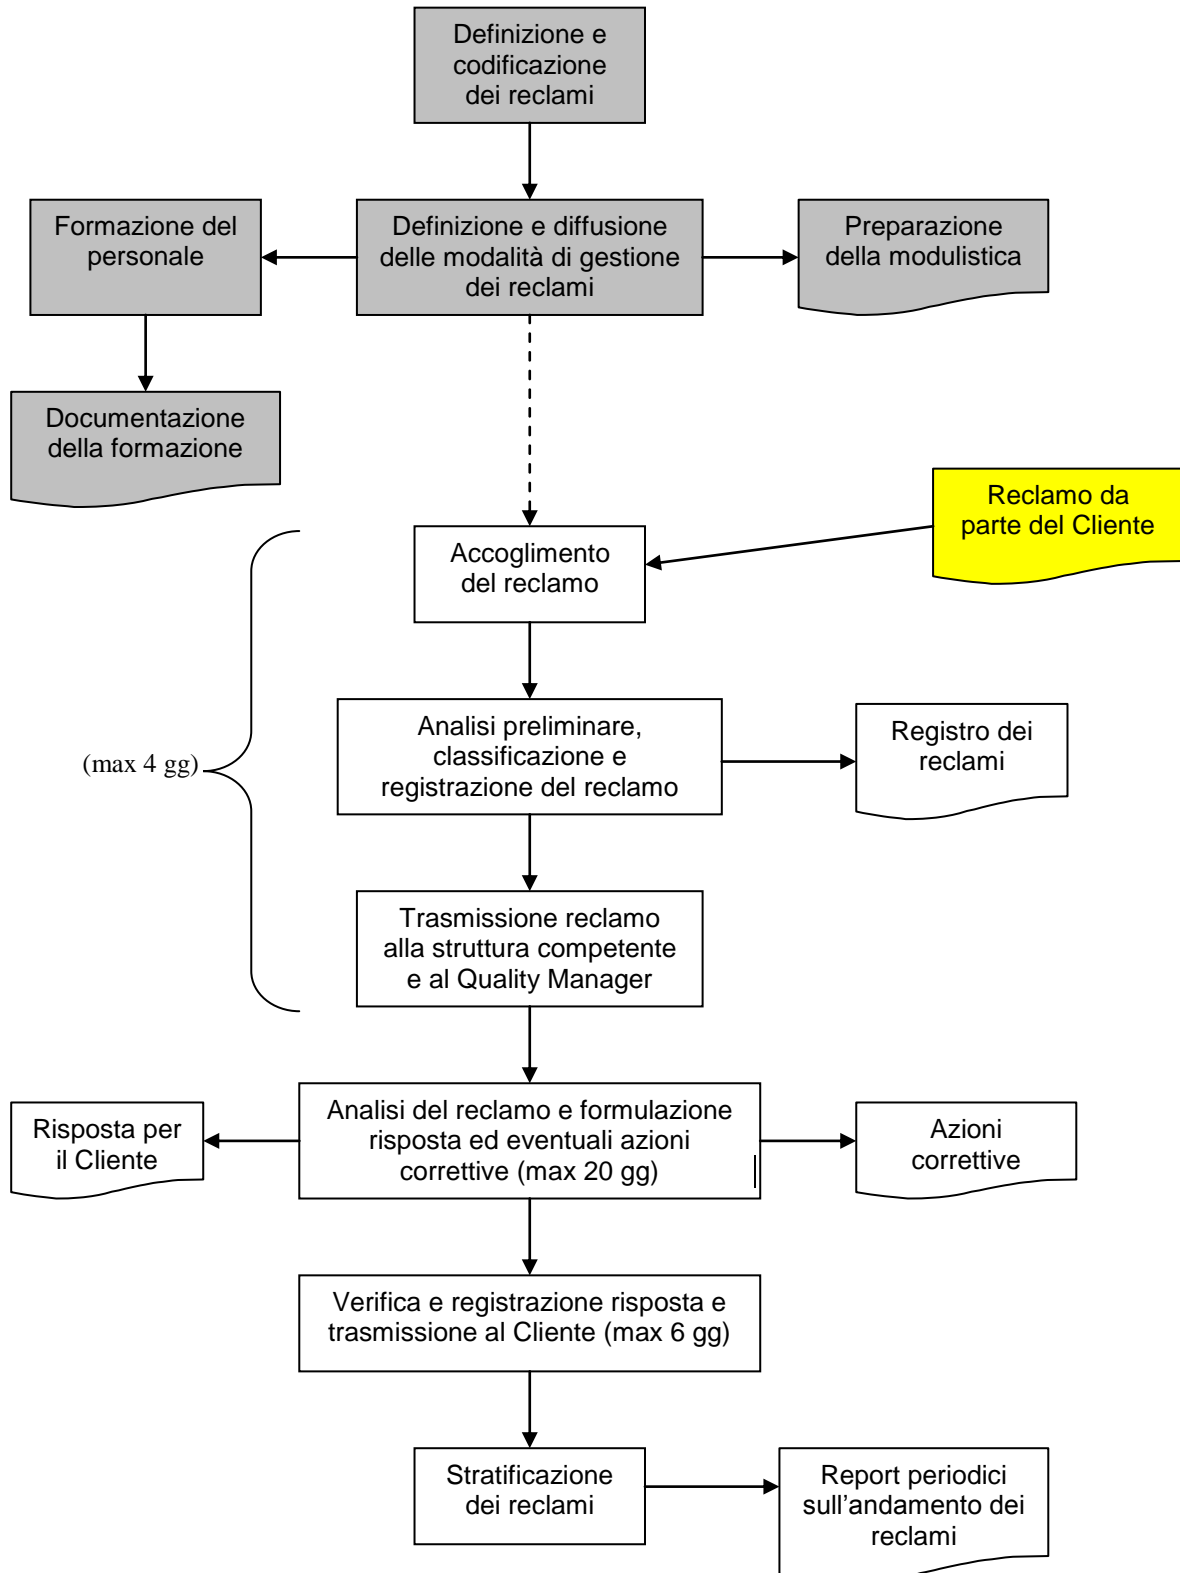 Definizione e
codificazione
dei reclami
Formazione del
personale
Definizione e diffusione
delle modalità di gestione
dei reclami
Preparazione
della modulistica
Documentazione
della formazione
Reclamo da
parte del Cliente
Accoglimento
del reclamo
(max 4 gg)
Analisi preliminare,
classificazione e
registrazione del reclamo
Registro dei
reclami
Trasmissione reclamo
alla struttura competente
e al Quality Manager
Risposta per
il Cliente
Analisi del reclamo e formulazione
risposta ed eventuali azioni
correttive (max 20 gg)
Azioni
correttive
Verifica e registrazione risposta e
trasmissione al Cliente (max 6 gg)
Stratificazione
dei reclami
Report periodici
sull’andamento dei
reclami